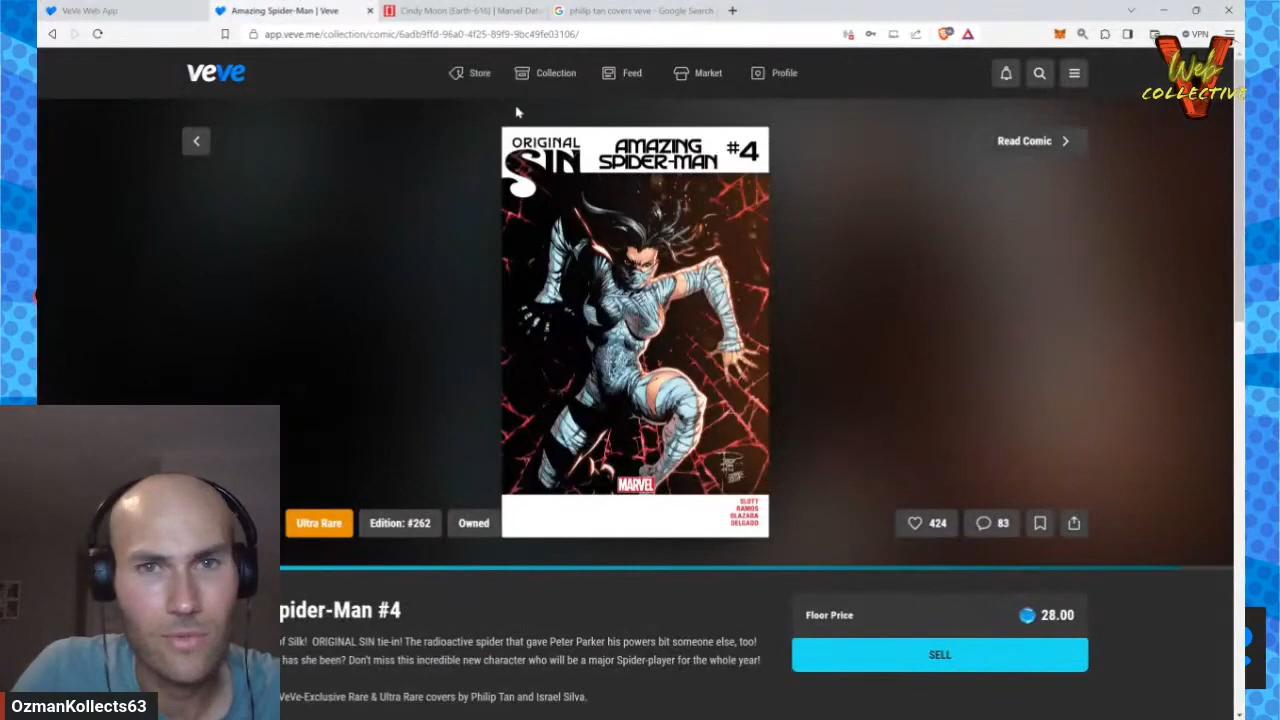 VeVe Web App
Amazing Spider-Man | Veve
Cindy Moon (Earth-616) | Marvel Data
philip tan covers veve - Google Search
app.veve.me/collection/comic/6adb9ffd-96a0-4f25-89f9-9bc49fe03106/
VPN
Web
COLLECTIVE
veve
Store
Collection
Feed
Market
Profile
Read Comic
ORIGINAL
SIN
AMAZING
SPIDER-MAN
#4
MARVEL
SLOTT
RAMOS
OLAZABA
DELGADO
Ultra Rare
Edition: #262
Owned
424
83
pider-Man #4
Floor Price
28.00
of Silk! ORIGINAL SIN tie-in! The radioactive spider that gave Peter Parker his powers bit someone else, too!
has she been? Don't miss this incredible new character who will be a major Spider-player for the whole year!
SELL
VeVe-Exclusive Rare & Ultra Rare covers by Philip Tan and Israel Silva.
OzmanKollects63